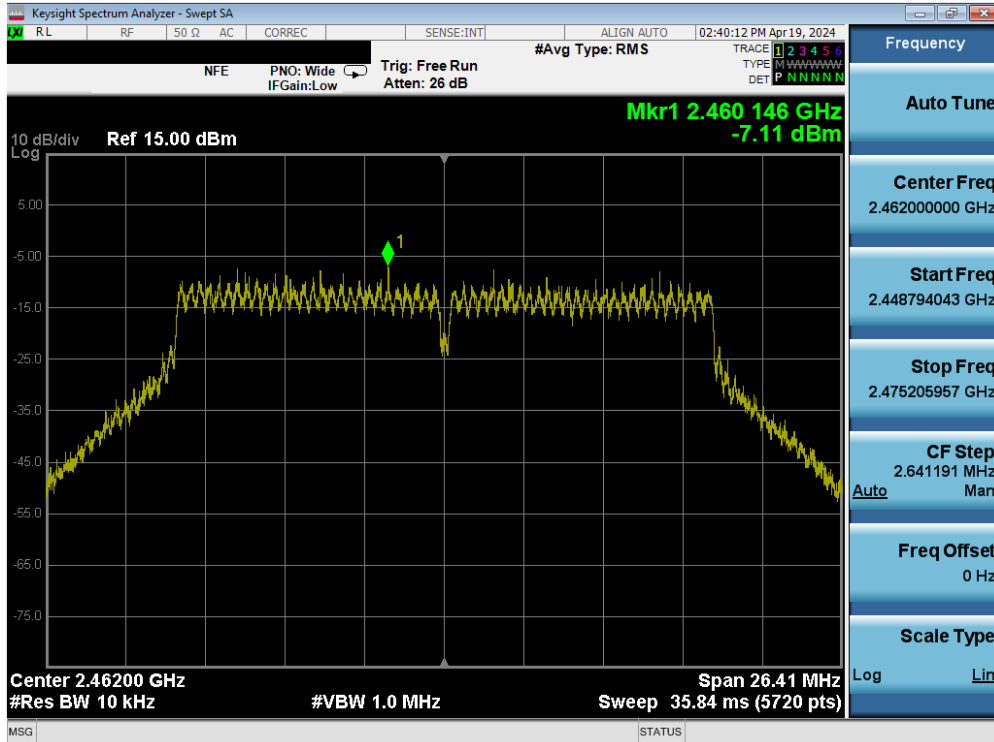 Keysight Spectrum Analyzer - Swept SA
LXI RL RF 50 Ω AC CORREC SENSE:INT ALIGN AUTO 02:40:12 PM Apr 19, 2024
NFE PNO: Wide IFGain:Low Trig: Free Run Atten: 26 dB #Avg Type: RMS
TRACE 1 2 3 4 5 6
TYPE M WWWWW
DET P N N N N N
Mkr1 2.460 146 GHz
-7.11 dBm
10 dB/div Ref 15.00 dBm
Log
1
5.00
-5.00
-15.0
-25.0
-35.0
-45.0
-55.0
-65.0
-75.0
Center 2.46200 GHz Span 26.41 MHz
#Res BW 10 kHz #VBW 1.0 MHz Sweep 35.84 ms (5720 pts)
MSG STATUS
Frequency
Auto Tune
Center Freq
2.462000000 GHz
Start Freq
2.448794043 GHz
Stop Freq
2.475205957 GHz
CF Step
2.641191 MHz
Auto Man
Freq Offset
0 Hz
Scale Type
Log Lin